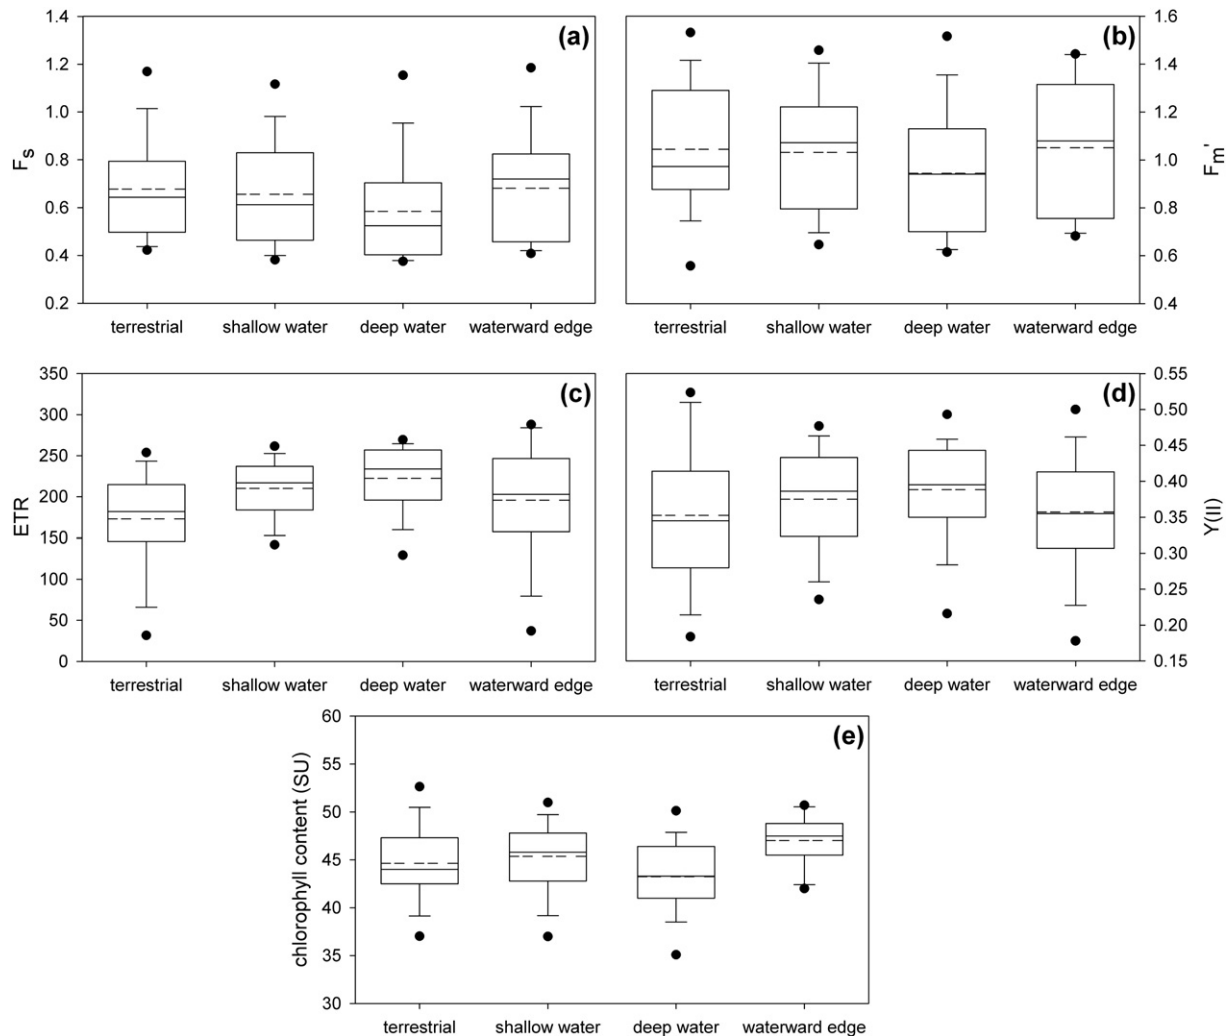 (a)
1.4
1.2
1.0
0.8
0.6
0.4
0.2
Fs
terrestrial shallow water deep water waterward edge
(b)
1.6
1.4
1.2
1.0
0.8
0.6
0.4
Fm'
terrestrial shallow water deep water waterward edge
(c)
350
300
250
200
150
100
50
0
ETR
terrestrial shallow water deep water waterward edge
(d)
0.55
0.50
0.45
0.40
0.35
0.30
0.25
0.20
0.15
Y(II)
terrestrial shallow water deep water waterward edge
(e)
60
55
50
45
40
35
30
chlorophyll content (SU)
terrestrial shallow water deep water waterward edge